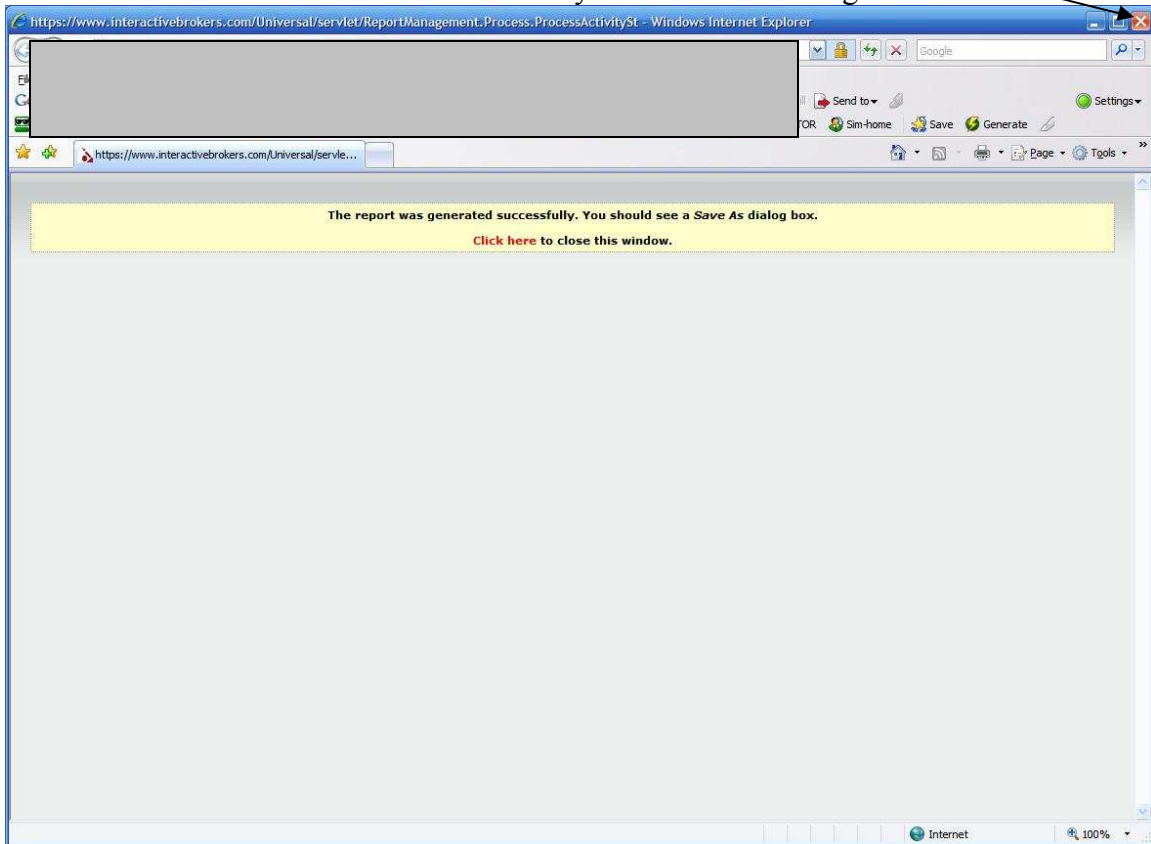 https://www.interactivebrokers.com/Universal/servlet/ReportManagement.Process.ProcessActivitySt - Windows Internet Explorer
Google
Send to
Settings
Sim-home Save Generate
https://www.interactivebrokers.com/Universal/servle...
Page Tools
The report was generated successfully. You should see a Save As dialog box.
Click here to close this window.
Internet 100%